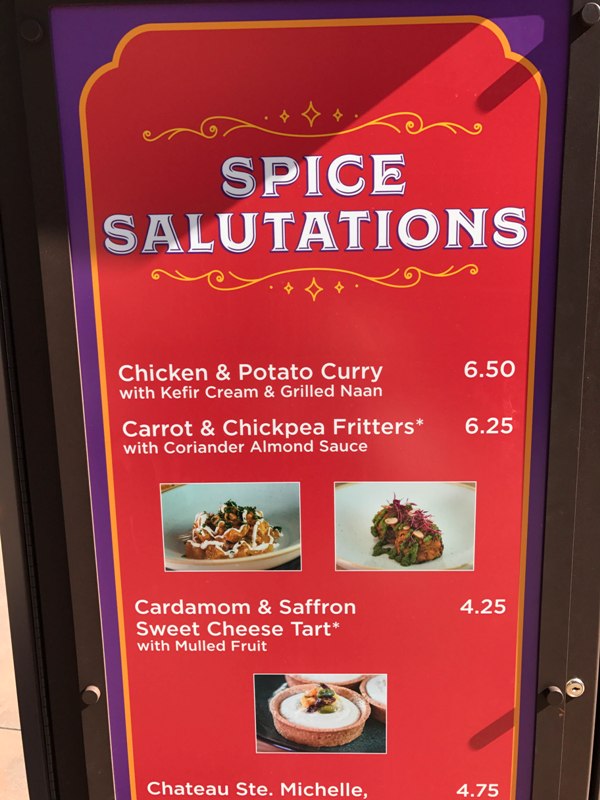 SPICE
SALUTATIONS
Chicken & Potato Curry 6.50
with Kefir Cream & Grilled Naan
Carrot & Chickpea Fritters* 6.25
with Coriander Almond Sauce
Cardamom & Saffron 4.25
Sweet Cheese Tart*
with Mulled Fruit
Chateau Ste. Michelle, 4.75